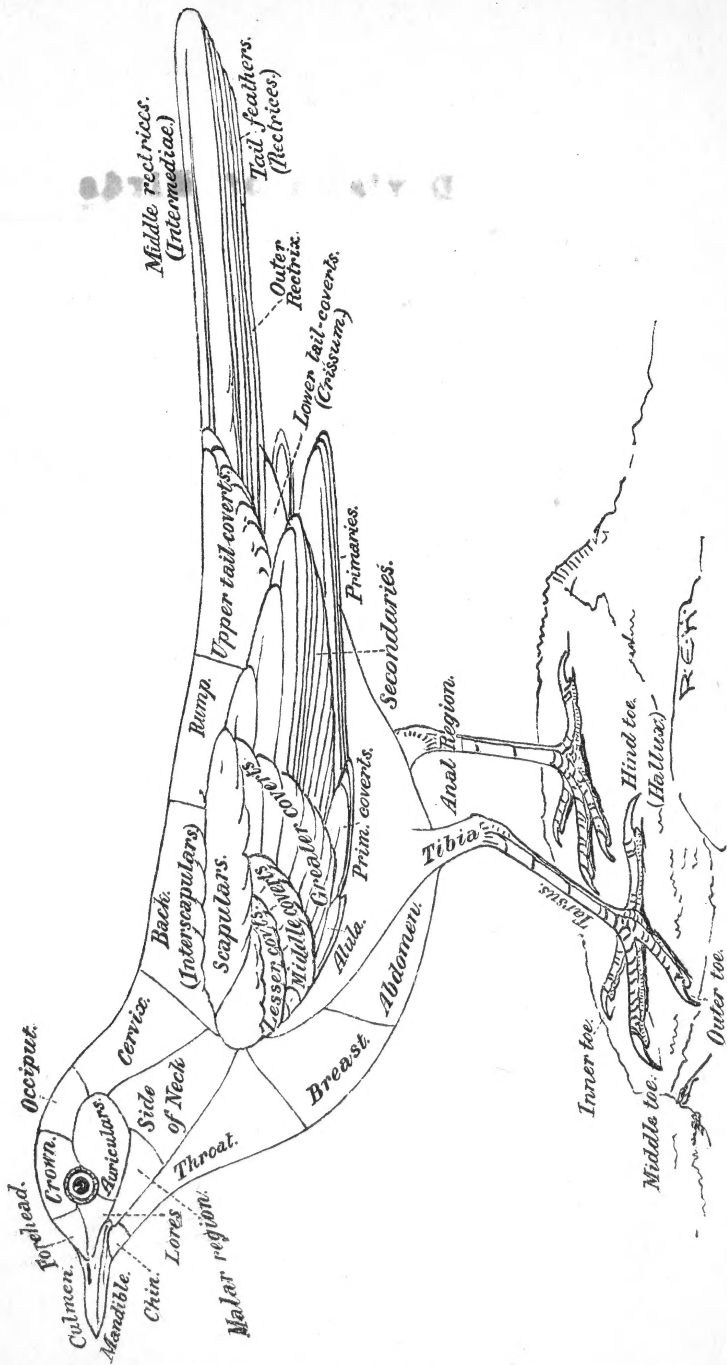 Forehead.
Culmen.
Mandible.
Chin.
Lores
Malar region.
Crown.
Occiput.
Auriculars.
Side
of Neck
Cervix.
Throat.
Back.
(Interscapulars)
Scapulars.
Lesser coverts.
Middle coverts
Greater coverts
Alula.
Prim. coverts.
Breast.
Abdomen.
Rump.
Upper tail-coverts.
Middle rectrices.
(Intermediae.)
Tail feathers.
(Rectrices.)
Outer
Rectrix.
Lower tail-coverts.
(Crissum.)
Primaries.
Secondaries.
Anal Region.
Tibia
Tarsus.
Hind toe.
(Hallux.)
Inner toe.
Middle toe.
Outer toe.